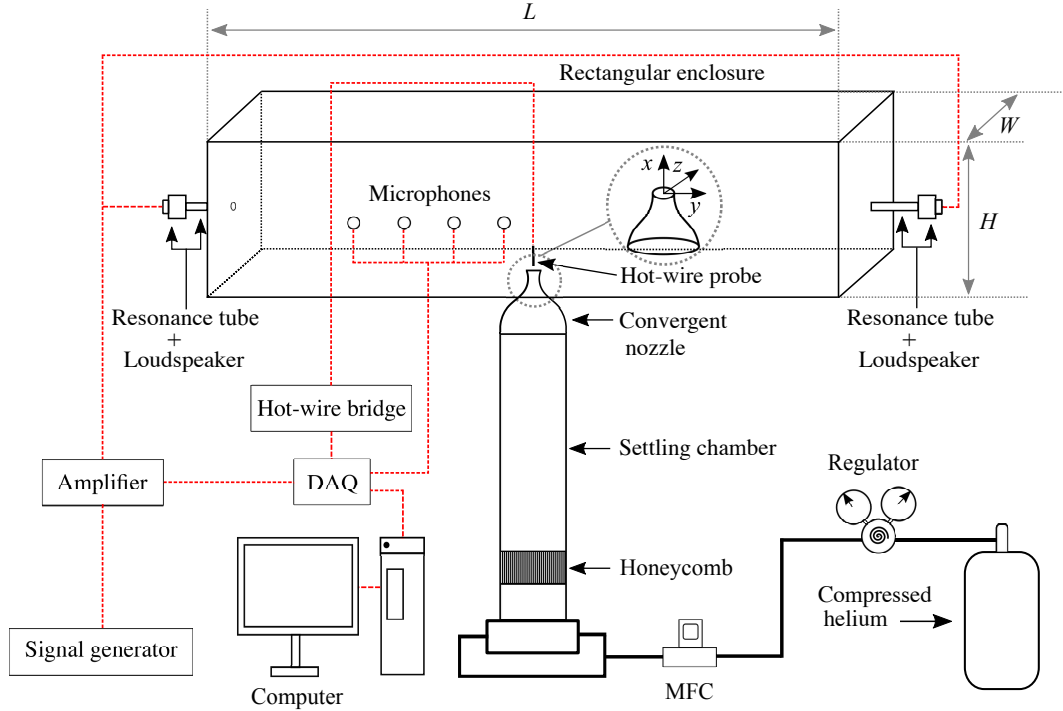 L
Rectangular enclosure
W
x
z
Microphones
y
H
Hot-wire probe
Resonance tube
+
Loudspeaker
Convergent
nozzle
Resonance tube
+
Loudspeaker
Hot-wire bridge
Settling chamber
Regulator
Amplifier
DAQ
Honeycomb
Compressed
helium
Signal generator
Computer
MFC